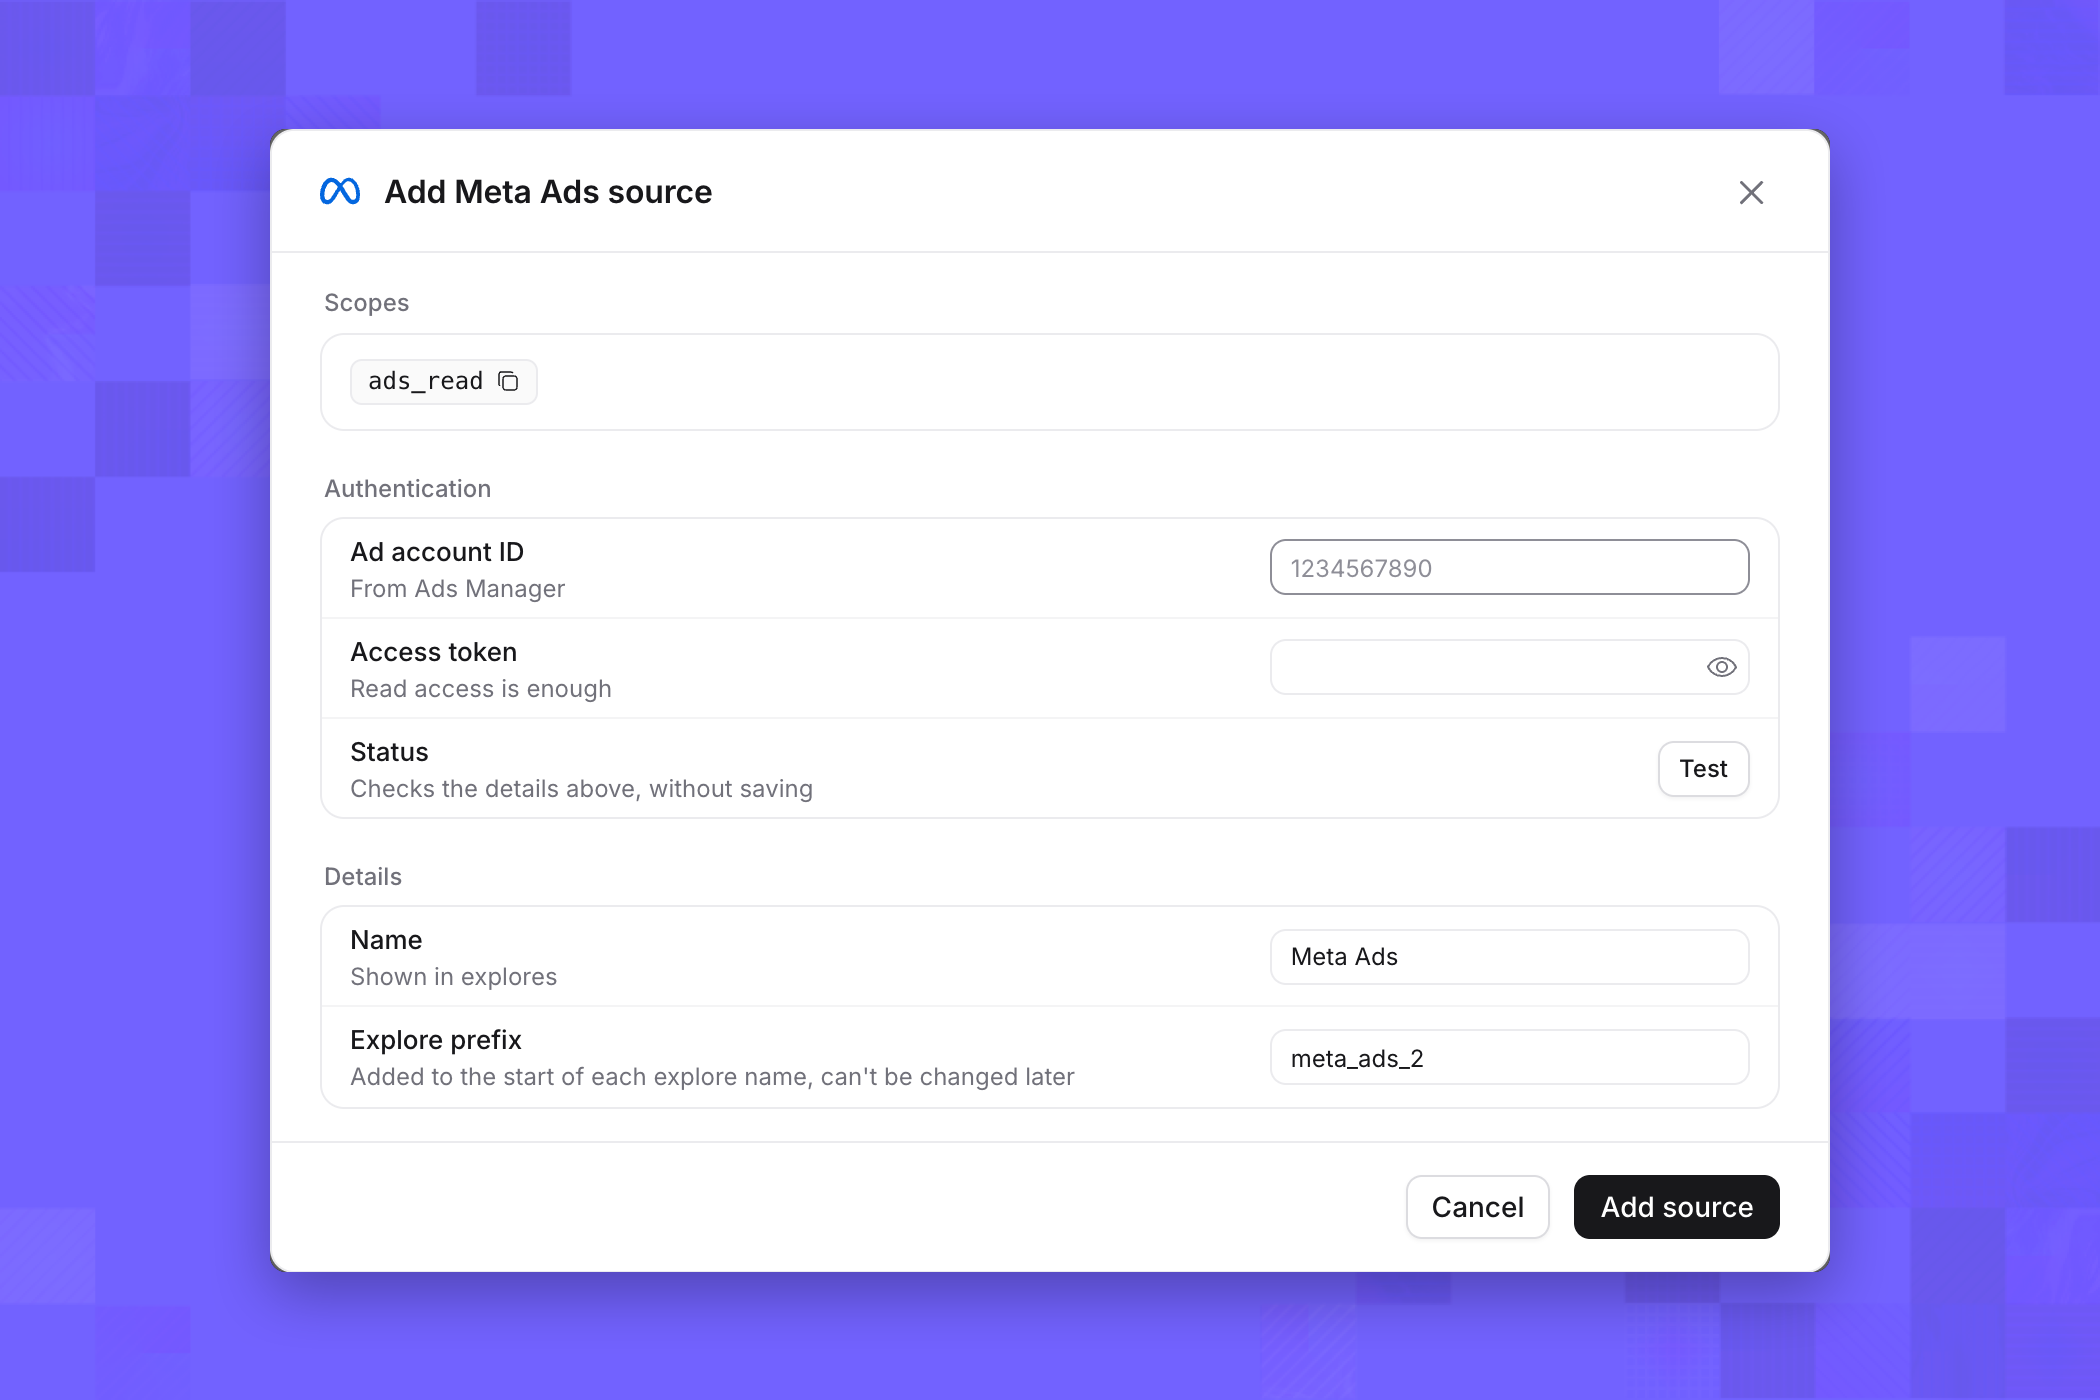 Add Meta Ads source
Scopes
ads_read
Authentication
Ad account ID
From Ads Manager
1234567890
Access token
Read access is enough
Status
Checks the details above, without saving
Test
Details
Name
Shown in explores
Meta Ads
Explore prefix
Added to the start of each explore name, can't be changed later
meta_ads_2
Cancel
Add source